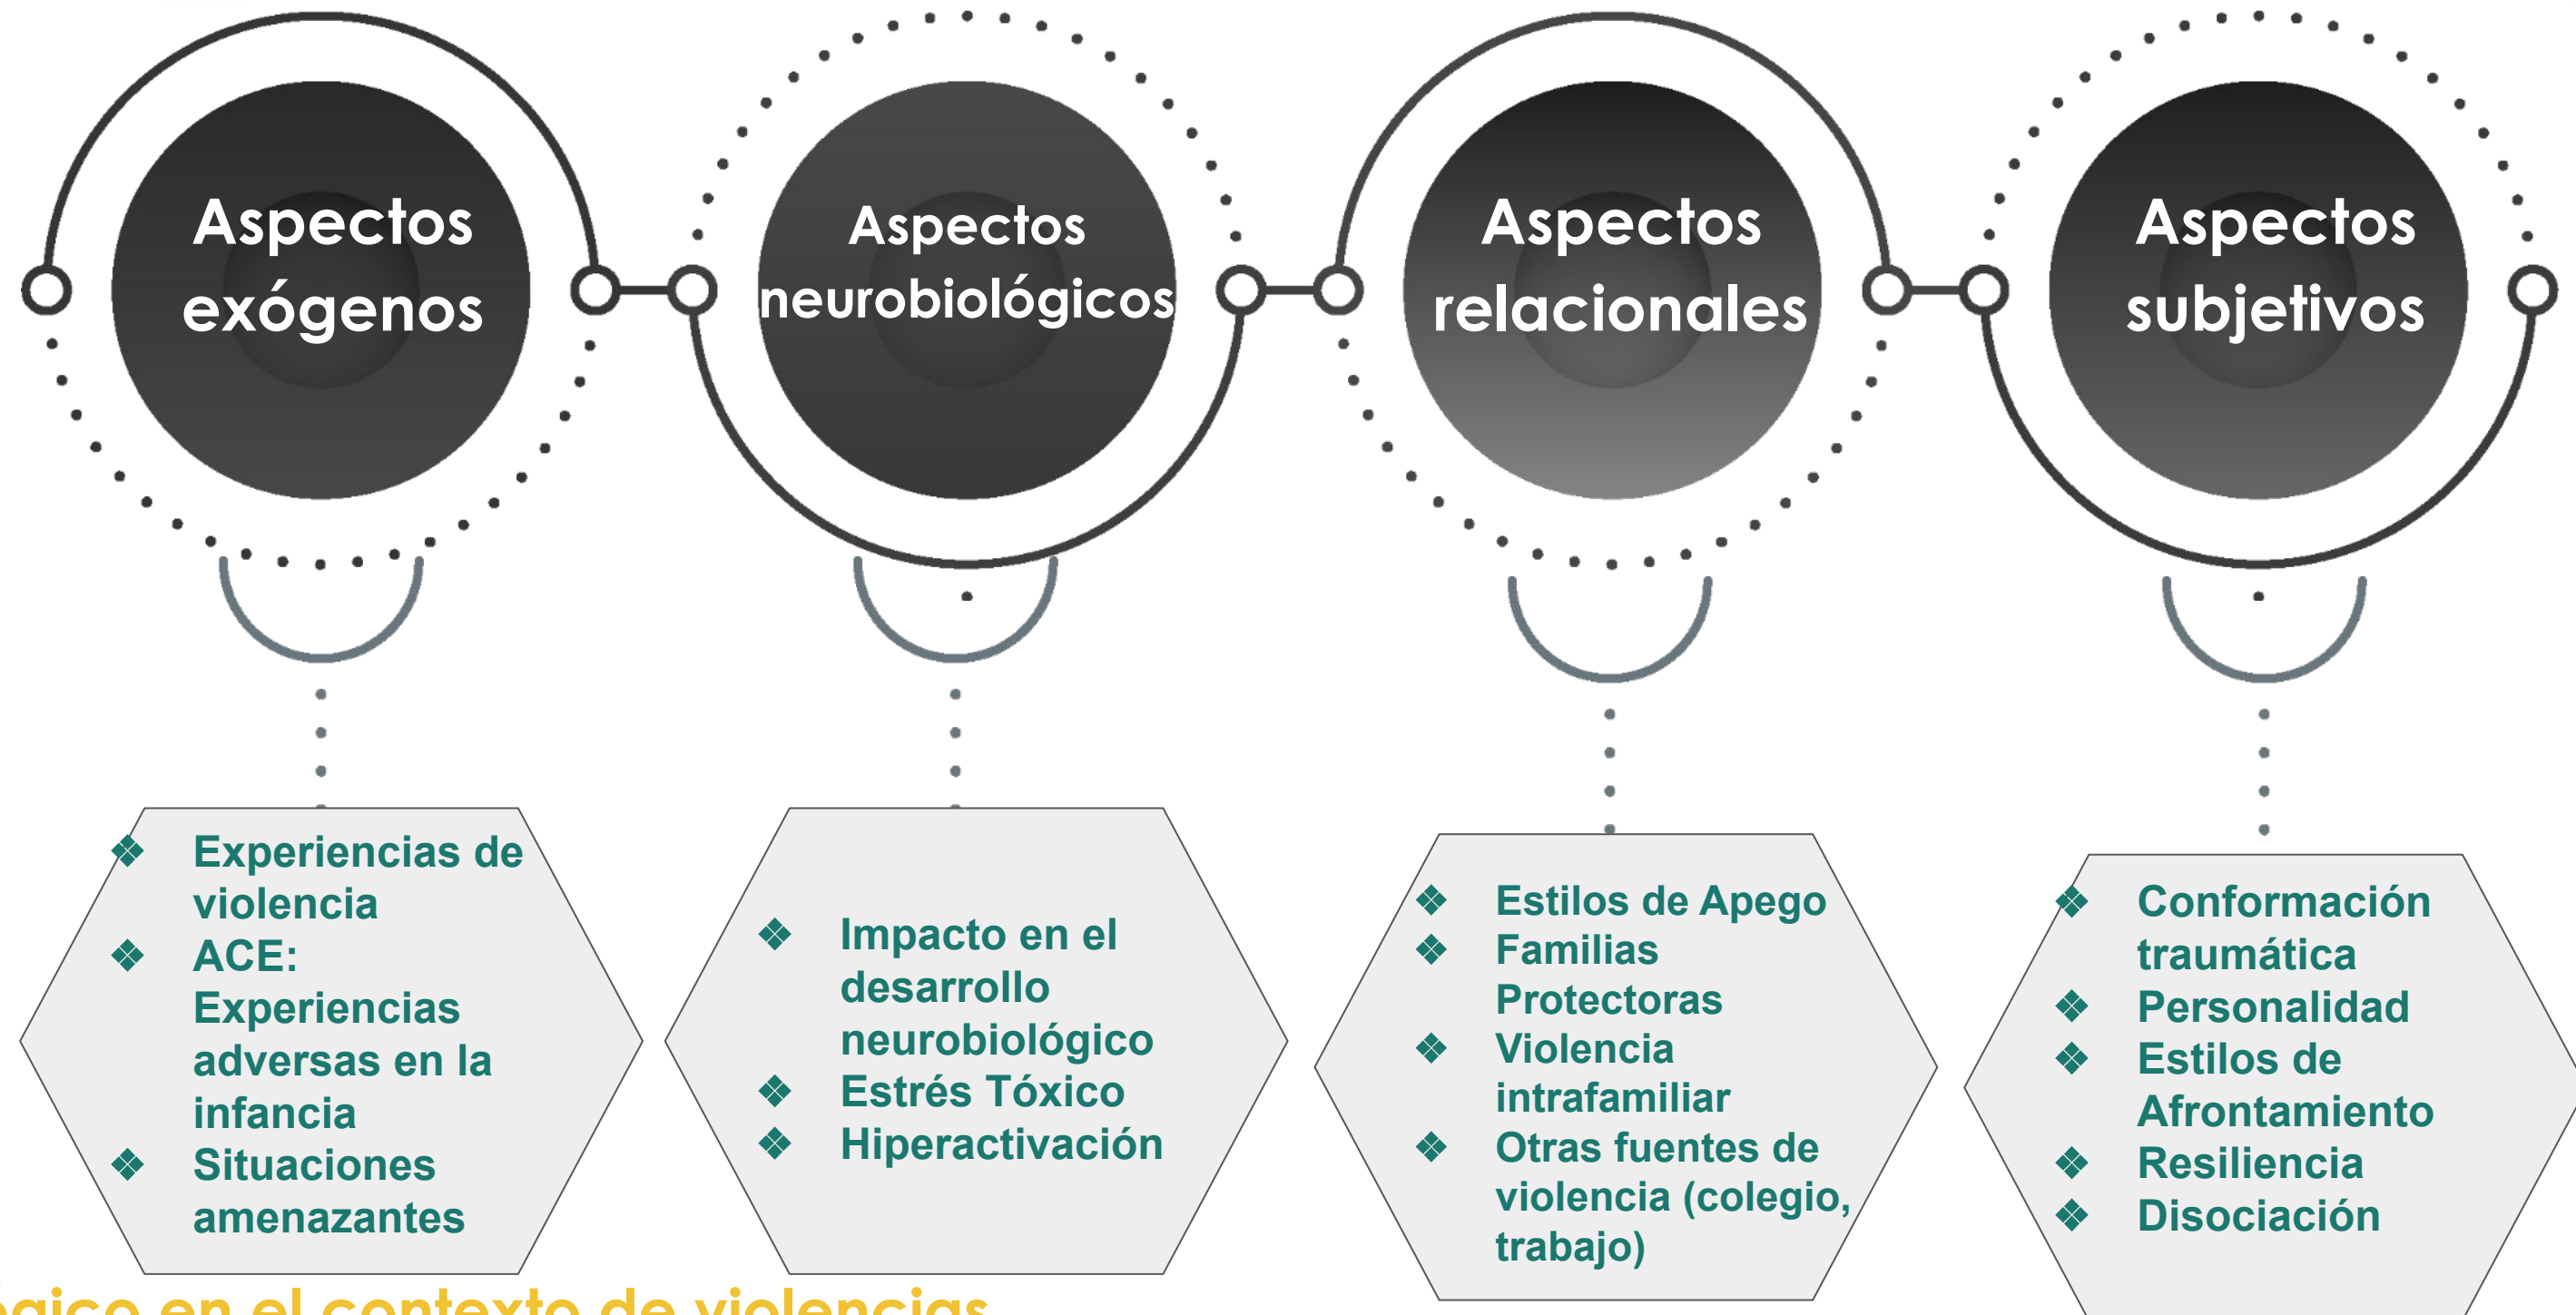 Aspectos
exógenos
Aspectos
neurobiológicos
Aspectos
relacionales
Aspectos
subjetivos
❖ Experiencias de
violencia
❖ ACE:
Experiencias
adversas en la
infancia
❖ Situaciones
amenazantes
❖ Impacto en el
desarrollo
neurobiológico
❖ Estrés Tóxico
❖ Hiperactivación
❖ Estilos de Apego
❖ Familias
Protectoras
❖ Violencia
intrafamiliar
❖ Otras fuentes de
violencia (colegio,
trabajo)
❖ Conformación
traumática
❖ Personalidad
❖ Estilos de
Afrontamiento
❖ Resiliencia
❖ Disociación
en el contexto de violencias